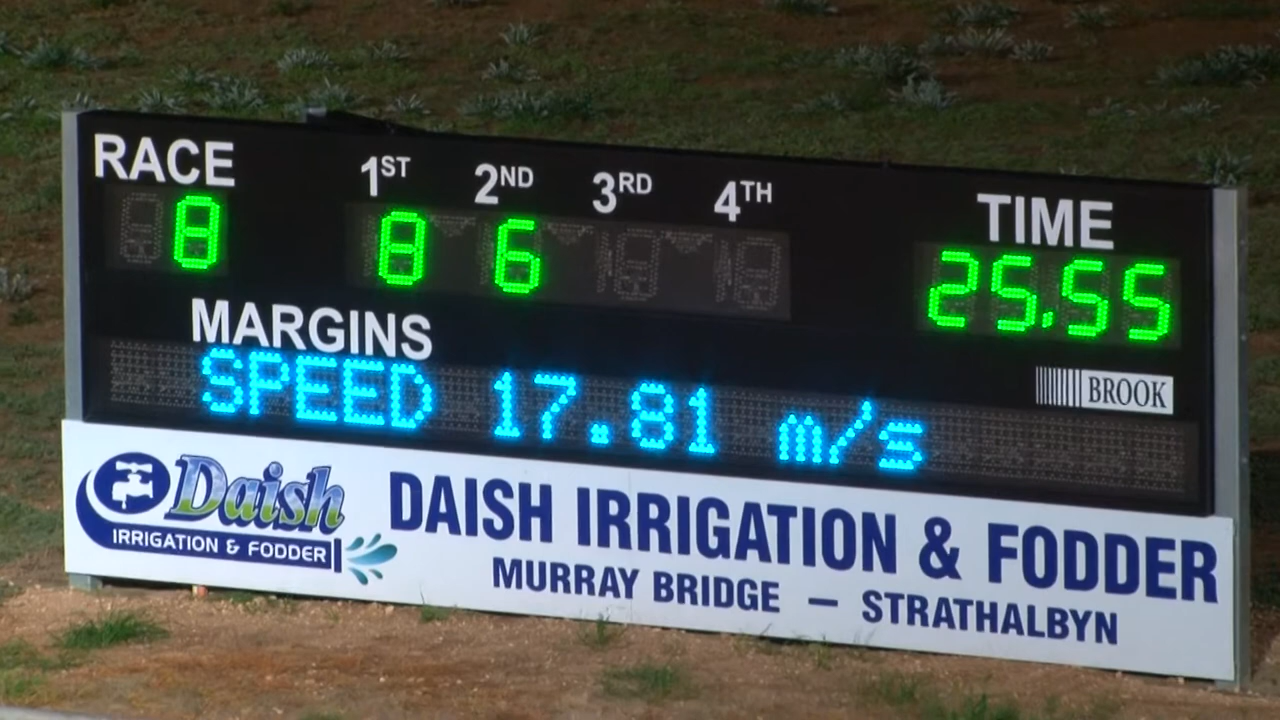 RACE 1ST 2ND 3RD 4TH TIME
8 8 6 25.55
MARGINS
BROOK
SPEED 17.81 m/s
Daish
IRRIGATION & FODDER
DAISH IRRIGATION & FODDER
MURRAY BRIDGE – STRATHALBYN